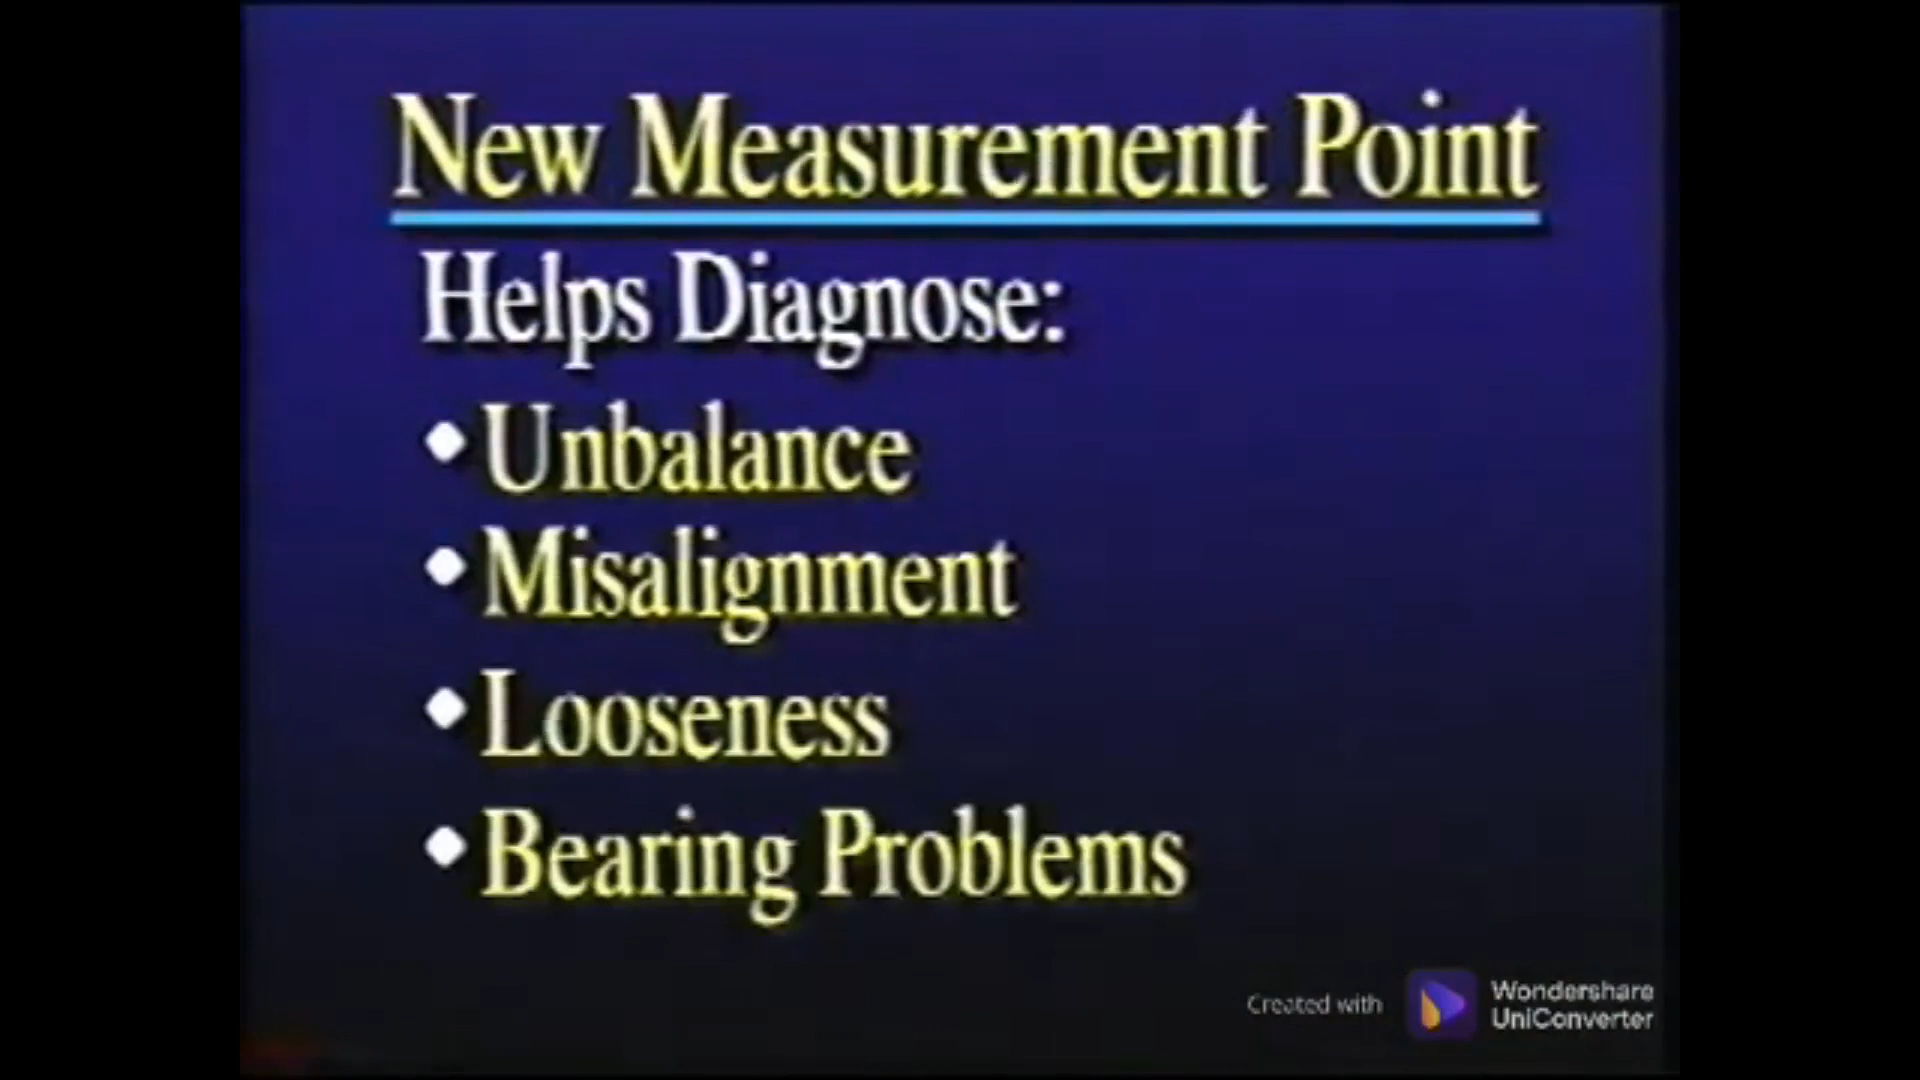 New Measurement Point
Helps Diagnose:
• Unbalance
• Misalignment
• Looseness
• Bearing Problems
Created with
Wondershare
UniConverter